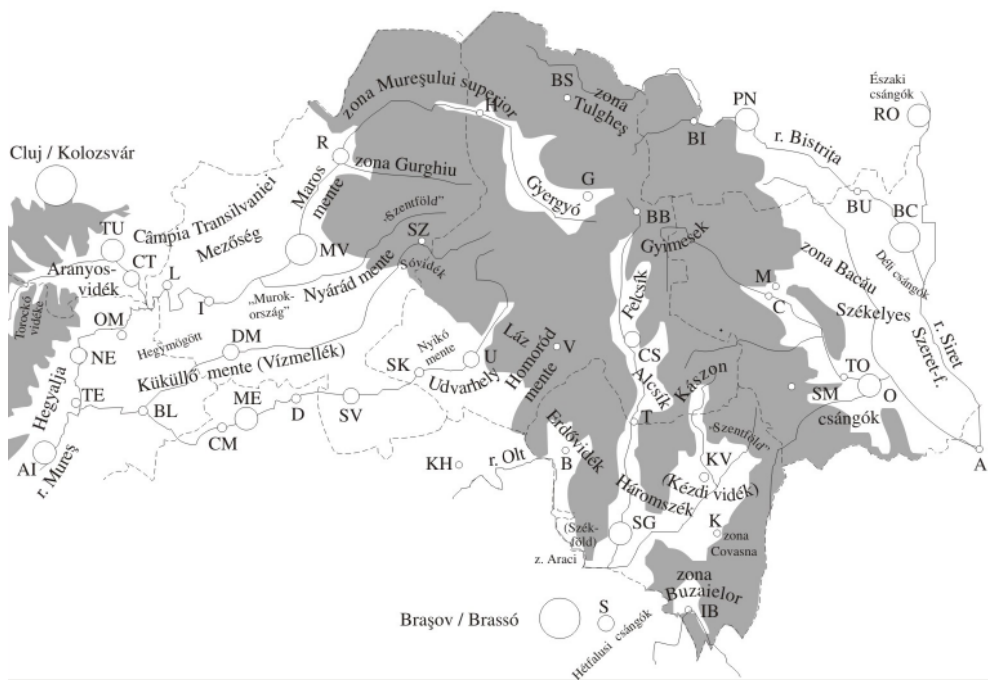 Északi
csángók
BS
zona
Tulgheş
PN
RO
zona Mureşului superior
H
BI
r. Bistriţa
Cluj / Kolozsvár
R
zona Gurghiu
Maros
mente
G
Gyergyó
BU
BC
Câmpia Transilvaniei
Mezőség
„Szentföld”
SZ
BB
Gyimesek
TU
CT
MV
Sóvidék
zona Bacău
Déli csángók
Aranyos-
vidék
L
I
Nyárád mente
M
C
Székelyes
„Murok-
ország”
Felcsík
Torockó
vidéke
OM
Hegymögött
DM
Láz
r. Siret
Szeret-f.
NE
Küküllő mente (Vízmellék)
Nyikó
mente
U
Homoród
mente
V
CS
Alcsík
Kászon
SK
Udvarhely
TO
O
Hegyalja
TE
BL
ME
D
SV
SM
csángók
CM
T
„Szentföld”
A
AI
r. Mureş
KH
r. Olt
B
Erdővidék
KV
(Kézdi vidék)
Háromszék
(Szék-
föld)
SG
K
zona
Covasna
z. Araci
zona
Buzaielor
IB
Braşov / Brassó
S
Hétfalusi csángók